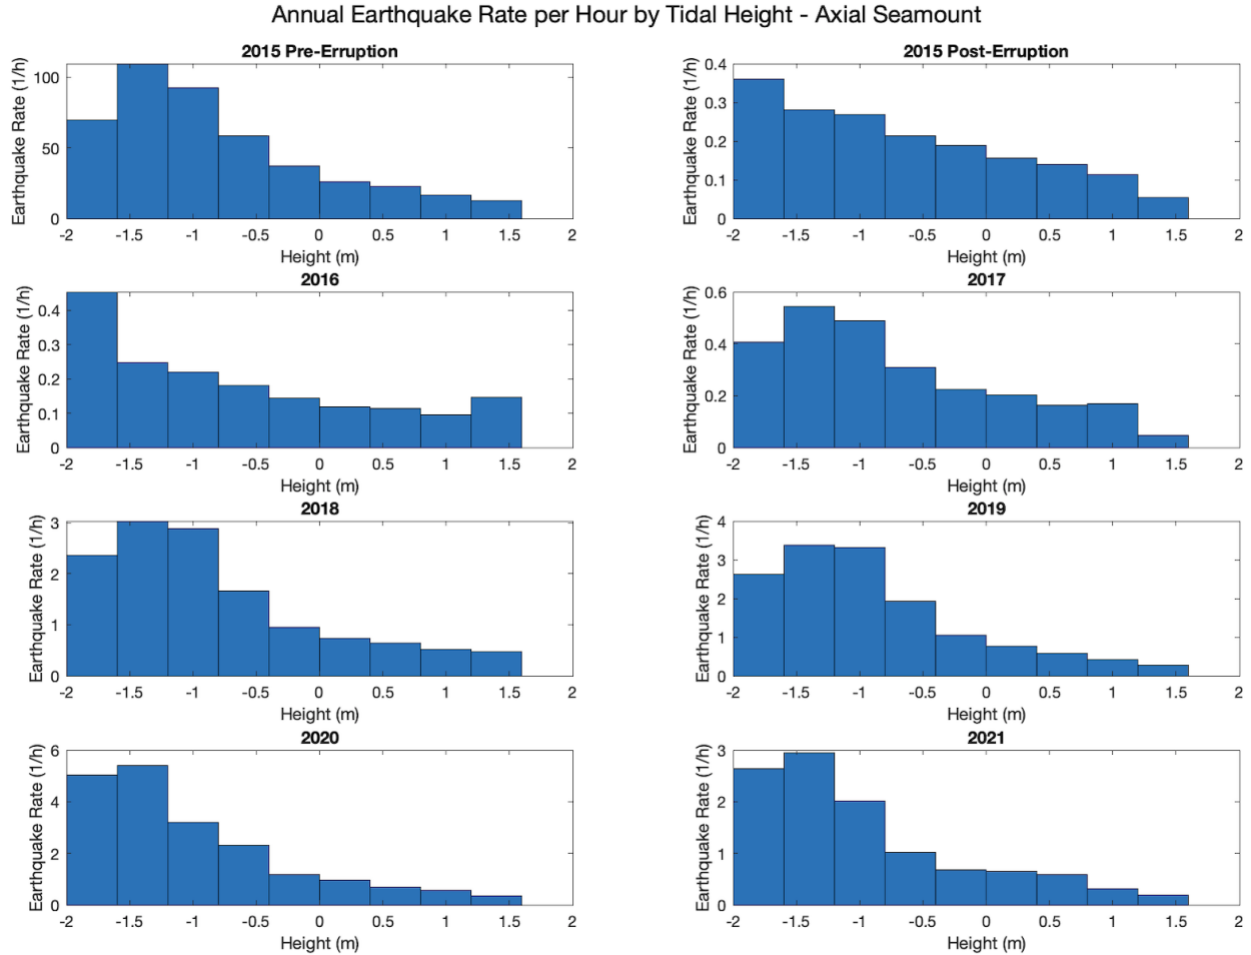 Annual Earthquake Rate per Hour by Tidal Height - Axial Seamount
2015 Pre-Erruption
Earthquake Rate (1/h)
100
50
0
-2 -1.5 -1 -0.5 0 0.5 1 1.5 2
Height (m)
2015 Post-Erruption
Earthquake Rate (1/h)
0.4
0.3
0.2
0.1
0
-2 -1.5 -1 -0.5 0 0.5 1 1.5 2
Height (m)
2016
Earthquake Rate (1/h)
0.4
0.3
0.2
0.1
0
-2 -1.5 -1 -0.5 0 0.5 1 1.5 2
Height (m)
2017
Earthquake Rate (1/h)
0.6
0.4
0.2
0
-2 -1.5 -1 -0.5 0 0.5 1 1.5 2
Height (m)
2018
Earthquake Rate (1/h)
3
2
1
0
-2 -1.5 -1 -0.5 0 0.5 1 1.5 2
Height (m)
2019
Earthquake Rate (1/h)
4
3
2
1
0
-2 -1.5 -1 -0.5 0 0.5 1 1.5 2
Height (m)
2020
Earthquake Rate (1/h)
6
4
2
0
-2 -1.5 -1 -0.5 0 0.5 1 1.5 2
Height (m)
2021
Earthquake Rate (1/h)
3
2
1
0
-2 -1.5 -1 -0.5 0 0.5 1 1.5 2
Height (m)